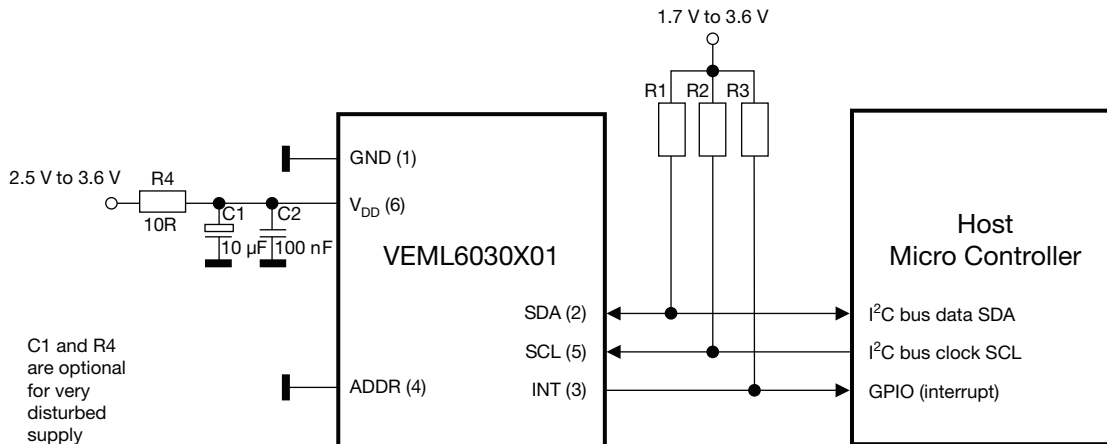 1.7 V to 3.6 V
R1
R2
R3
GND (1)
2.5 V to 3.6 V
R4
10R
C1
10 µF
C2
100 nF
V_DD (6)
VEML6030X01
Host
Micro Controller
SDA (2)
I²C bus data SDA
SCL (5)
I²C bus clock SCL
ADDR (4)
INT (3)
GPIO (interrupt)
C1 and R4
are optional
for very
disturbed
supply